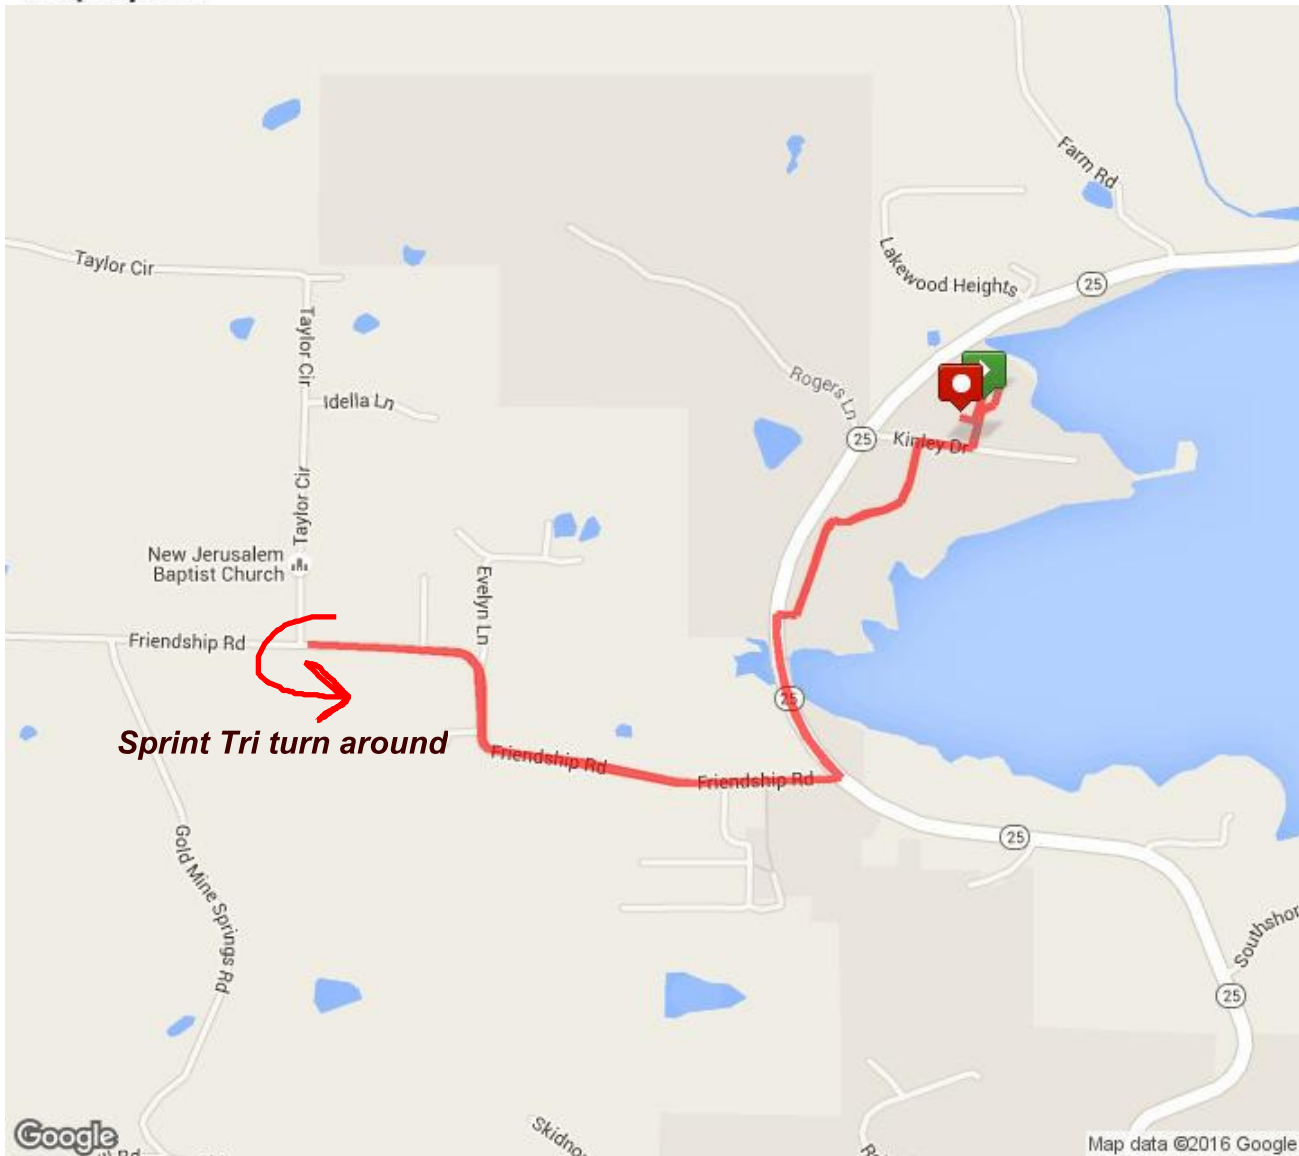 Farm Rd
Taylor Cir
Lakewood Heights
25
Taylor Cir
Rogers Ln
Idella Ln
25
Kinley Dr
Taylor Cir
New Jerusalem
Baptist Church
Evelyn Ln
Friendship Rd
25
Sprint Tri turn around
Friendship Rd
Friendship Rd
25
Gold Mine Springs Rd
Southshor
25
Google
Skidno
Map data ©2016 Google